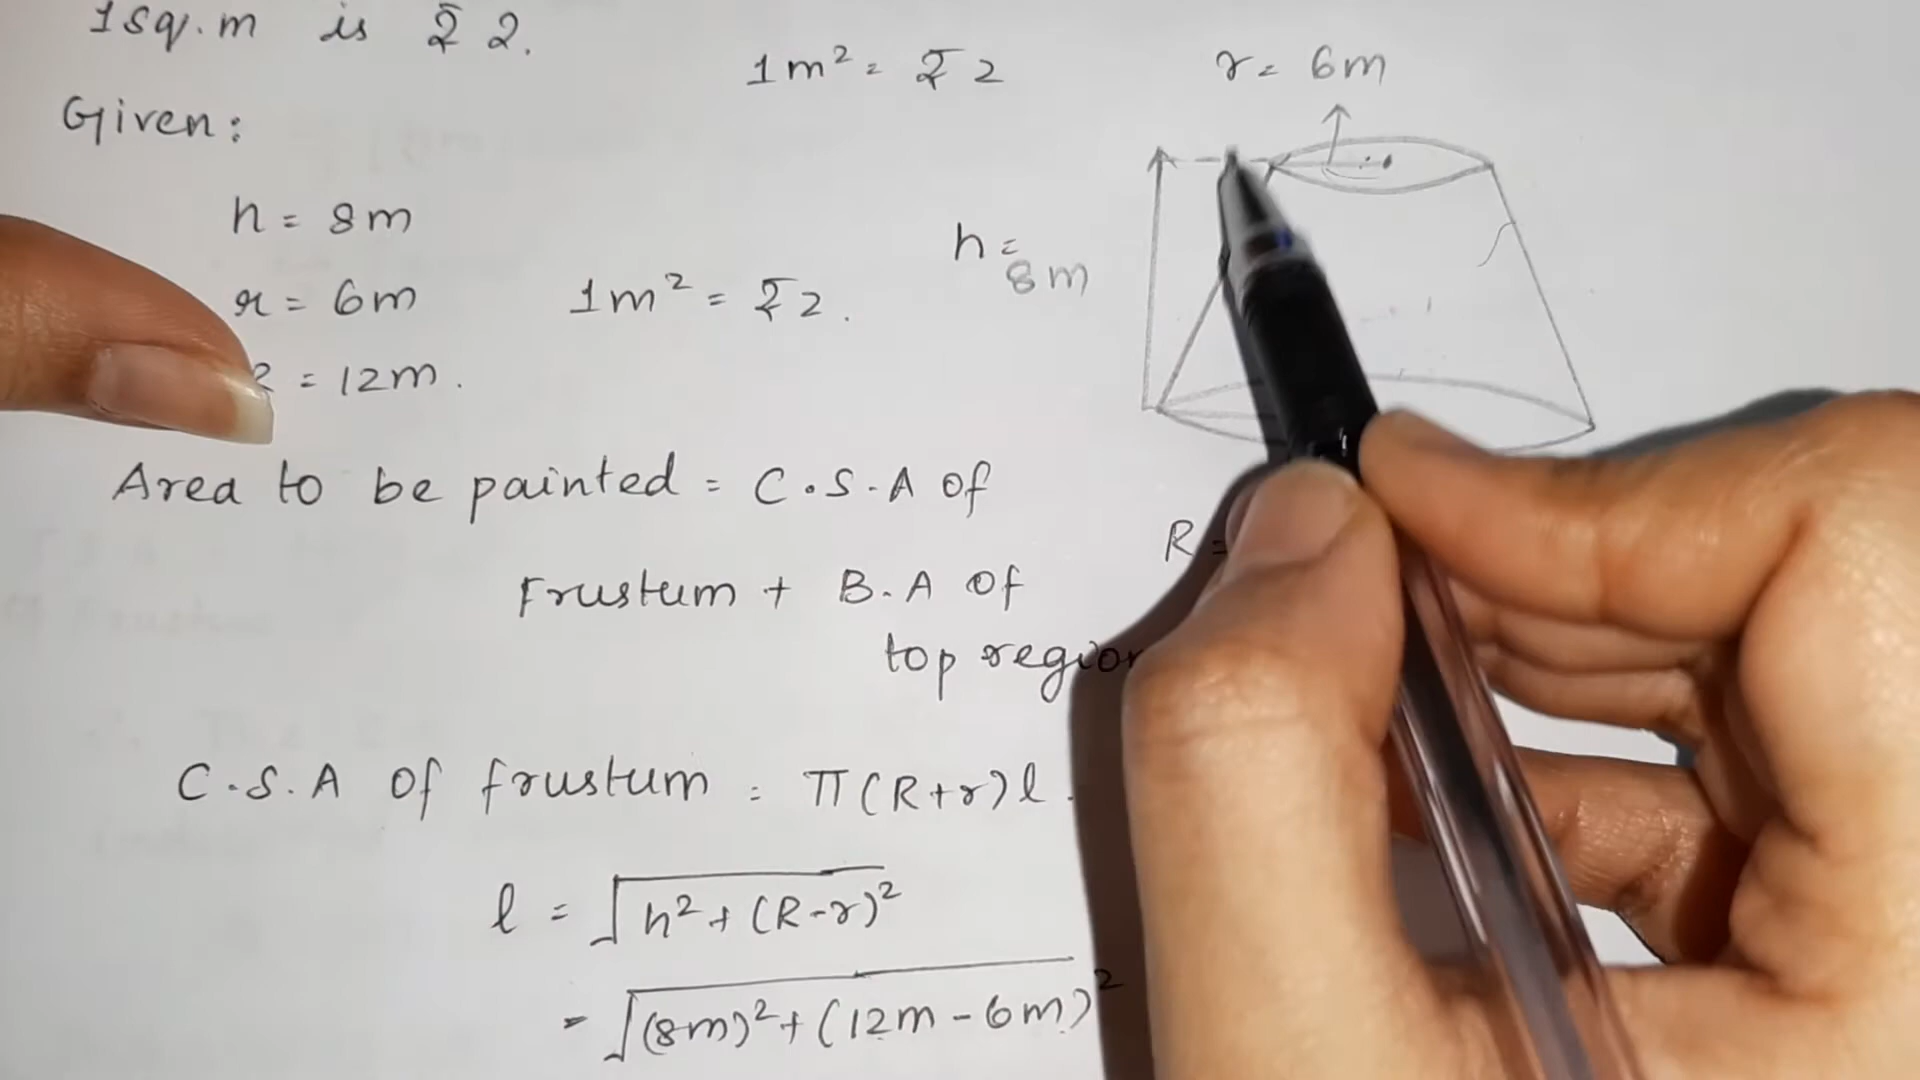 1sq.m is ₹ 2.
1m² = ₹ 2
r = 6m
Given:
h = 8m
h = 8m
r = 6m
1m² = ₹ 2.
= 12m.
Area to be painted = C.S.A of
R =
Frustum + B.A of
top region
C.S.A of frustum = π(R+r)l.
l = √h²+(R-r)²
= √(8m)²+(12m-6m)²